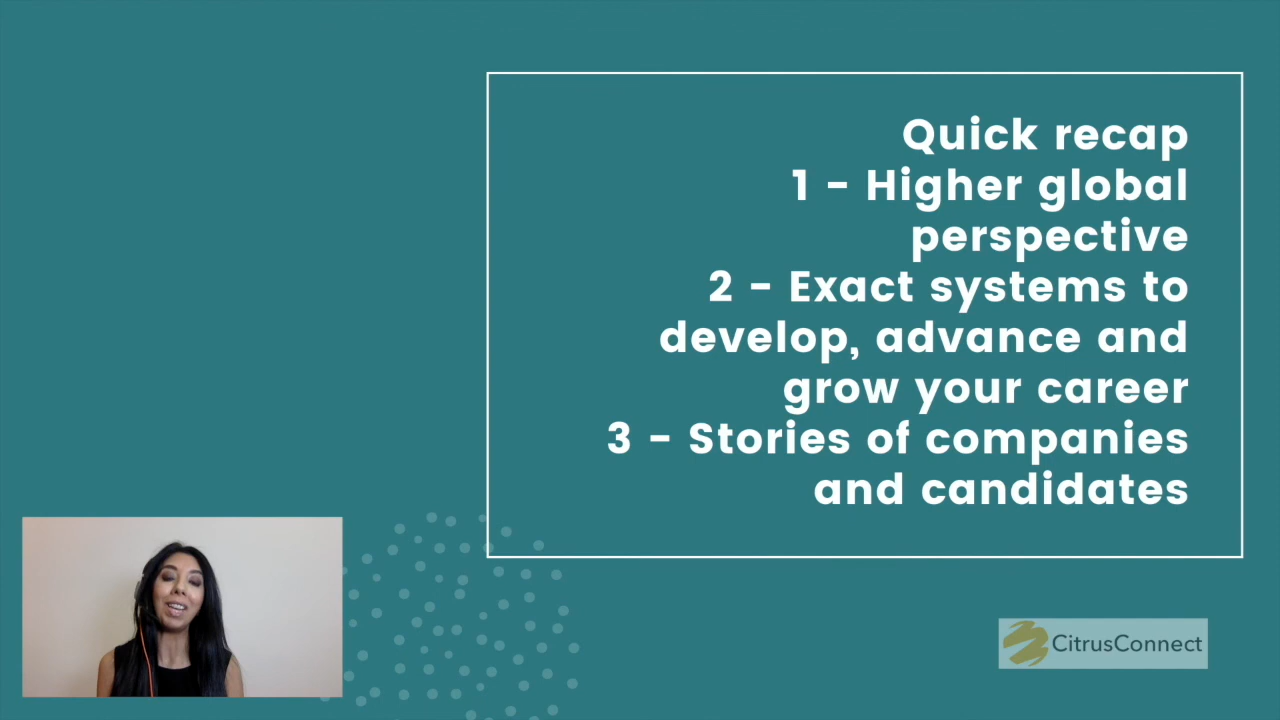 Quick recap
1 - Higher global
perspective
2 - Exact systems to
develop, advance and
grow your career
3 - Stories of companies
and candidates
CitrusConnect